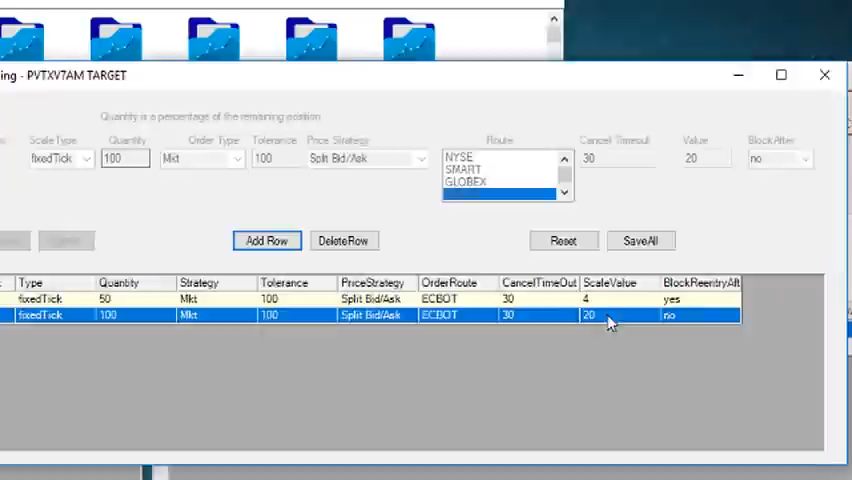 ing - PVTXV7AM TARGET
Quantity is a percentage of the remaining position
Scale Type Quantity Order Type Tolerance Price Strategy Route Cancel Timeout Value Block After
fixedTick 100 Mkt 100 Split Bid/Ask 30 20 no
NYSE
SMART
GLOBEX
Add Row DeleteRow Reset SaveAll
Type Quantity Strategy Tolerance PriceStrategy OrderRoute CancelTimeOut ScaleValue BlockReentryAft
fixedTick 50 Mkt 100 Split Bid/Ask ECBOT 30 4 yes
fixedTick 100 Mkt 100 Split Bid/Ask ECBOT 30 20 no